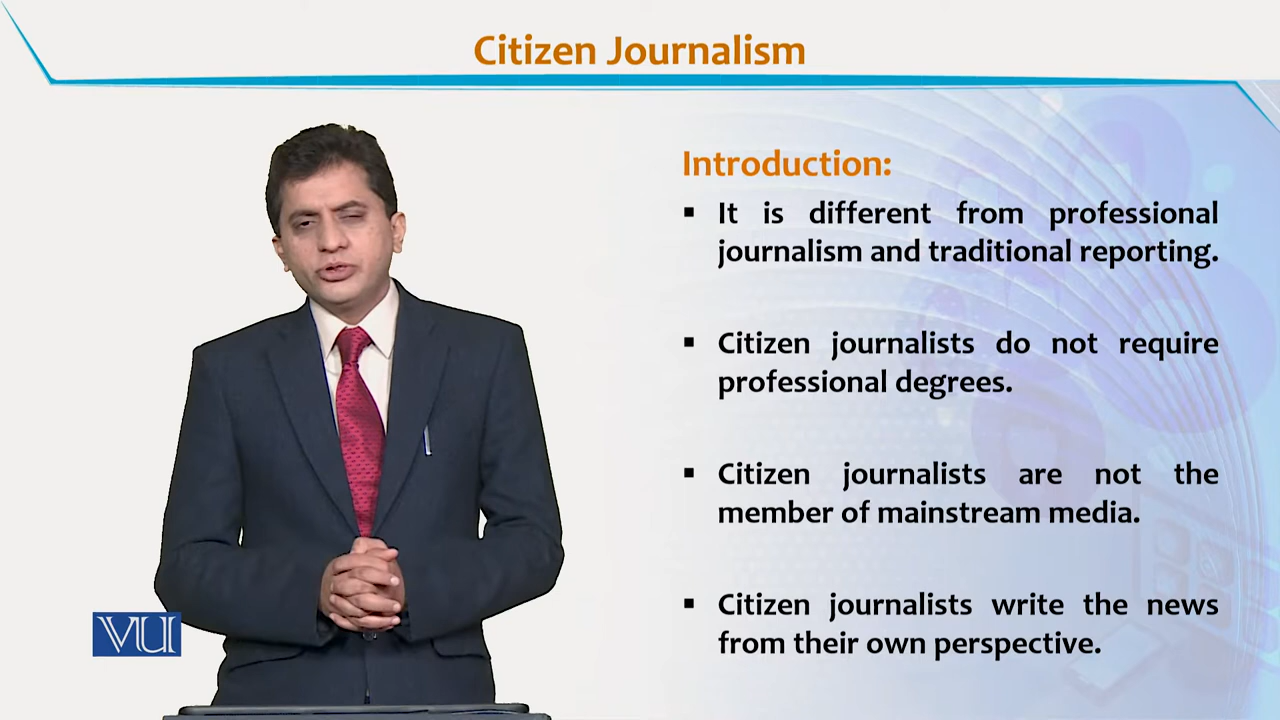 Citizen Journalism
Introduction:
▪ It is different from professional
journalism and traditional reporting.
▪ Citizen journalists do not require
professional degrees.
▪ Citizen journalists are not the
member of mainstream media.
▪ Citizen journalists write the news
from their own perspective.
VU